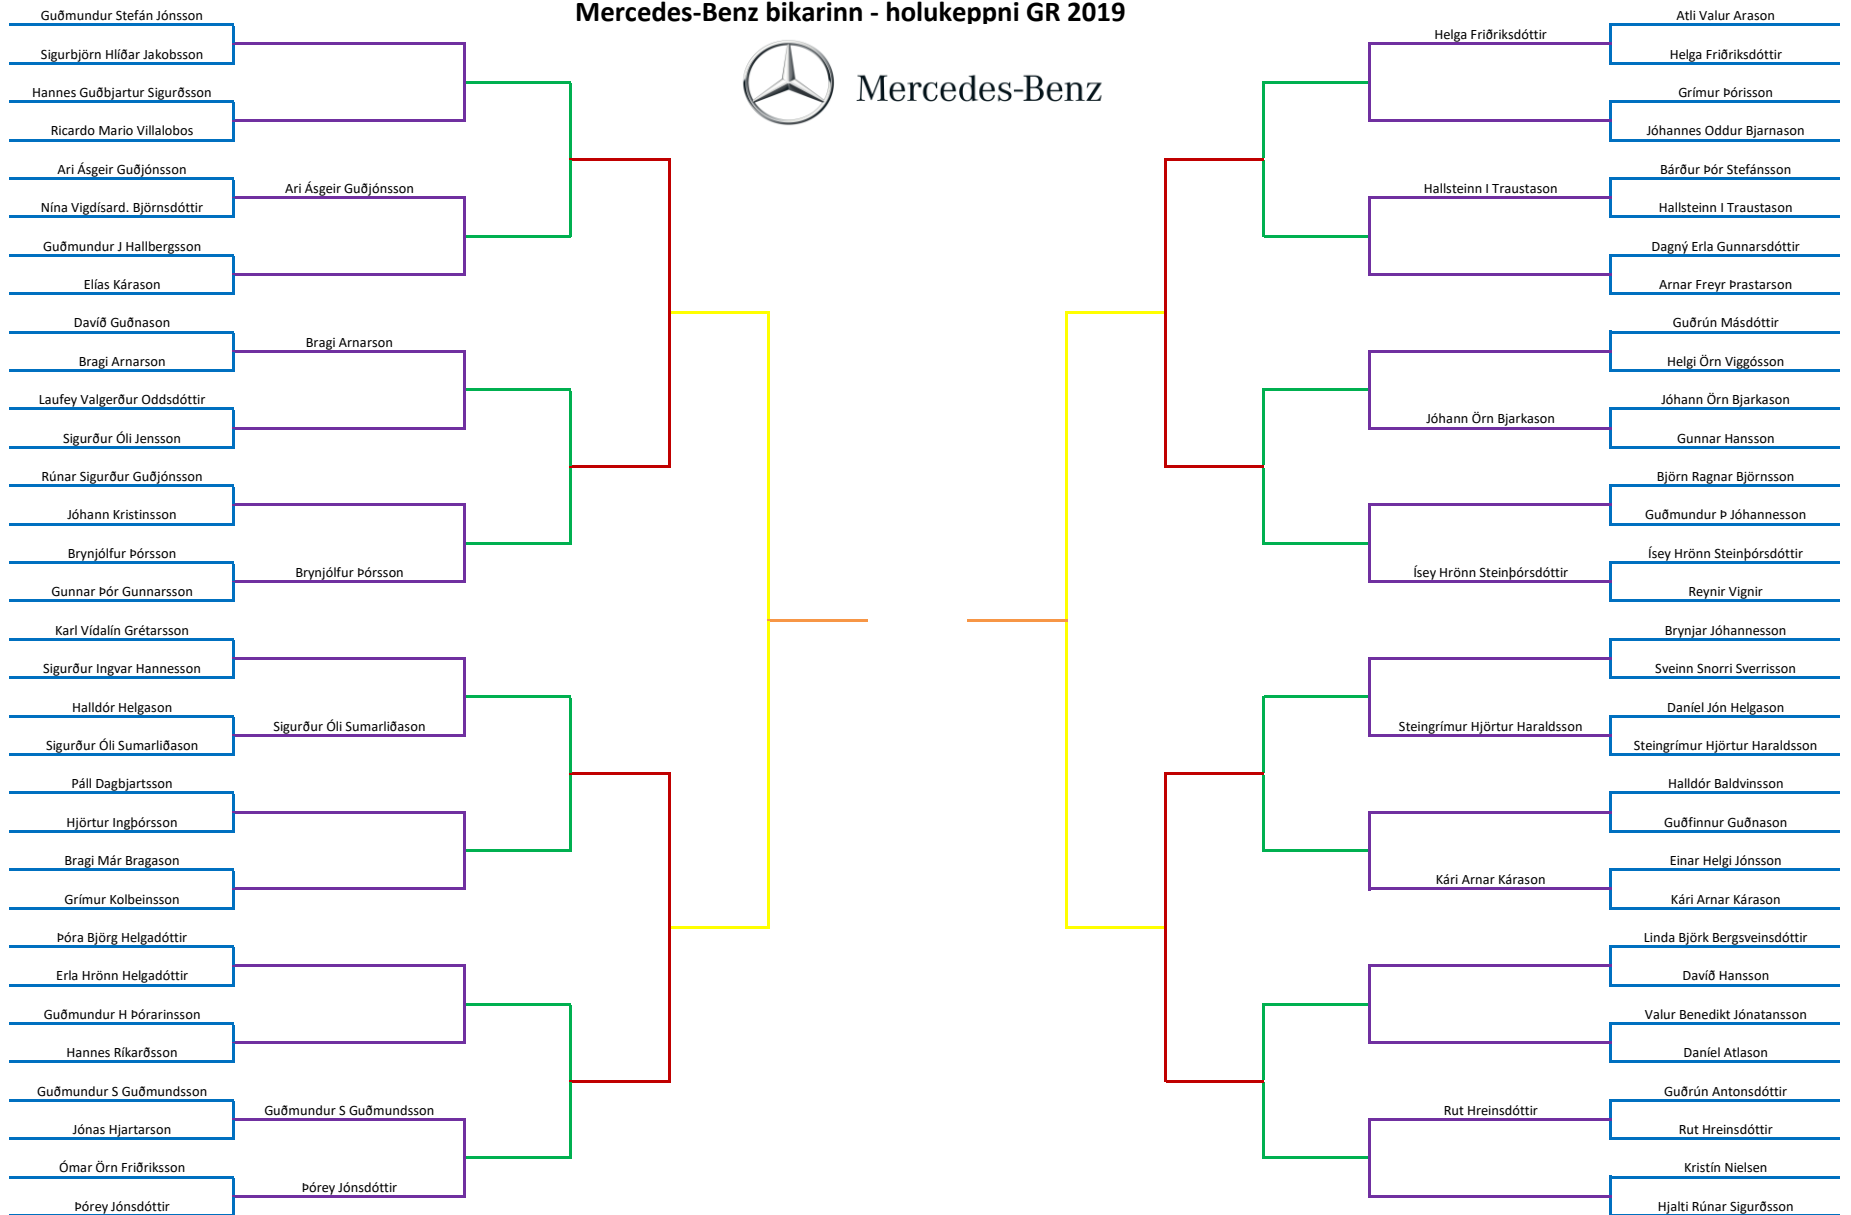 Mercedes-Benz bikarinn - holukeppni GR 2019
Mercedes-Benz
Guðmundur Stefán Jónsson
Sigurbjörn Hlíðar Jakobsson
Hannes Guðbjartur Sigurðsson
Ricardo Mario Villalobos
Ari Ásgeir Guðjónsson
Nína Vigdísard. Björnsdóttir
Guðmundur J Hallbergsson
Elías Kárason
Davíð Guðnason
Bragi Arnarson
Laufey Valgerður Oddsdóttir
Sigurður Óli Jensson
Rúnar Sigurður Guðjónsson
Jóhann Kristinsson
Brynjólfur Þórsson
Gunnar Þór Gunnarsson
Karl Vídalín Grétarsson
Sigurður Ingvar Hannesson
Halldór Helgason
Sigurður Óli Sumarliðason
Páll Dagbjartsson
Hjörtur Ingþórsson
Bragi Már Bragason
Grímur Kolbeinsson
Þóra Björg Helgadóttir
Erla Hrönn Helgadóttir
Guðmundur H Þórarinsson
Hannes Ríkarðsson
Guðmundur S Guðmundsson
Jónas Hjartarson
Ómar Örn Friðriksson
Þórey Jónsdóttir
Ari Ásgeir Guðjónsson
Bragi Arnarson
Brynjólfur Þórsson
Sigurður Óli Sumarliðason
Guðmundur S Guðmundsson
Þórey Jónsdóttir
Helga Friðriksdóttir
Hallsteinn I Traustason
Jóhann Örn Bjarkason
Ísey Hrönn Steinþórsdóttir
Steingrímur Hjörtur Haraldsson
Kári Arnar Kárason
Rut Hreinsdóttir
Atli Valur Arason
Helga Friðriksdóttir
Grímur Þórisson
Jóhannes Oddur Bjarnason
Bárður Þór Stefánsson
Hallsteinn I Traustason
Dagný Erla Gunnarsdóttir
Arnar Freyr Þrastarson
Guðrún Másdóttir
Helgi Örn Viggósson
Jóhann Örn Bjarkason
Gunnar Hansson
Björn Ragnar Björnsson
Guðmundur Þ Jóhannesson
Ísey Hrönn Steinþórsdóttir
Reynir Vignir
Brynjar Jóhannesson
Sveinn Snorri Sverrisson
Daníel Jón Helgason
Steingrímur Hjörtur Haraldsson
Halldór Baldvinsson
Guðfinnur Guðnason
Einar Helgi Jónsson
Kári Arnar Kárason
Linda Björk Bergsveinsdóttir
Davíð Hansson
Valur Benedikt Jónatansson
Daníel Atlason
Guðrún Antonsdóttir
Rut Hreinsdóttir
Kristín Nielsen
Hjalti Rúnar Sigurðsson